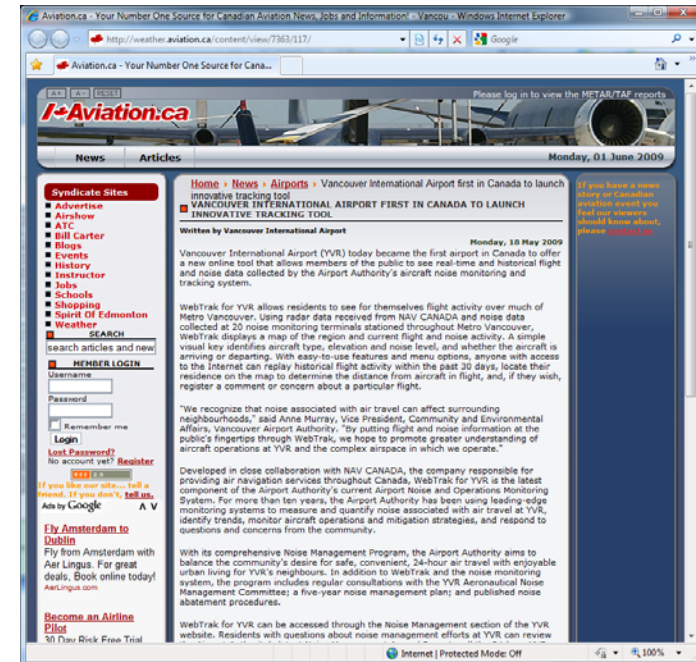 Aviation.ca - Your Number One Source for Canadian Aviation News, Jobs and Information! - Vancou - Windows Internet Explorer
http://weather.aviation.ca/content/view/7363/117/
Google
Aviation.ca - Your Number One Source for Cana...
A+ A- RESET
Please log in to view the METAR/TAF reports
Aviation.ca
News Articles
Monday, 01 June 2009
Syndicate Sites
Advertise
Airshow
ATC
Bill Carter
Blogs
Events
History
Instructor
Jobs
Schools
Shopping
Spirit Of Edmonton
Weather
SEARCH
search articles and new
MEMBER LOGIN
Username
Password
Remember me
Login
Lost Password?
No account yet? Register
If you like our site... tell a
friend. If you don't, tell us.
Ads by Google
Fly Amsterdam to
Dublin
Fly from Amsterdam with
Aer Lingus. For great
deals, Book online today!
AerLingus.com
Become an Airline
Pilot
30 Day Risk Free Trial
Home › News › Airports › Vancouver International Airport first in Canada to launch
innovative tracking tool
VANCOUVER INTERNATIONAL AIRPORT FIRST IN CANADA TO LAUNCH
INNOVATIVE TRACKING TOOL
Written by Vancouver International Airport
Monday, 18 May 2009
Vancouver International Airport (YVR) today became the first airport in Canada to offer
a new online tool that allows members of the public to see real-time and historical flight
and noise data collected by the Airport Authority's aircraft noise monitoring and
tracking system.
WebTrak for YVR allows residents to see for themselves flight activity over much of
Metro Vancouver. Using radar data received from NAV CANADA and noise data
collected at 20 noise monitoring terminals stationed throughout Metro Vancouver,
WebTrak displays a map of the region and current flight and noise activity. A simple
visual key identifies aircraft type, elevation and noise level, and whether the aircraft is
arriving or departing. With easy-to-use features and menu options, anyone with access
to the Internet can replay historical flight activity within the past 30 days, locate their
residence on the map to determine the distance from aircraft in flight, and, if they wish,
register a comment or concern about a particular flight.
"We recognize that noise associated with air travel can affect surrounding
neighbourhoods," said Anne Murray, Vice President, Community and Environmental
Affairs, Vancouver Airport Authority. "By putting flight and noise information at the
public's fingertips through WebTrak, we hope to promote greater understanding of
aircraft operations at YVR and the complex airspace in which we operate."
Developed in close collaboration with NAV CANADA, the company responsible for
providing air navigation services throughout Canada, WebTrak for YVR is the latest
component of the Airport Authority's current Airport Noise and Operations Monitoring
System. For more than ten years, the Airport Authority has been using leading-edge
monitoring systems to measure and quantify noise associated with air travel at YVR,
identify trends, monitor aircraft operations and mitigation strategies, and respond to
questions and concerns from the community.
With its comprehensive Noise Management Program, the Airport Authority aims to
balance the community's desire for safe, convenient, 24-hour air travel with enjoyable
urban living for YVR's neighbours. In addition to WebTrak and the noise monitoring
system, the program includes regular consultations with the YVR Aeronautical Noise
Management Committee; a five-year noise management plan; and published noise
abatement procedures.
WebTrak for YVR can be accessed through the Noise Management section of the YVR
website. Residents with questions about noise management efforts at YVR can review
If you have a news
story or Canadian
aviation event you
feel our viewers
should know about,
please contact us
Internet | Protected Mode: Off
100%